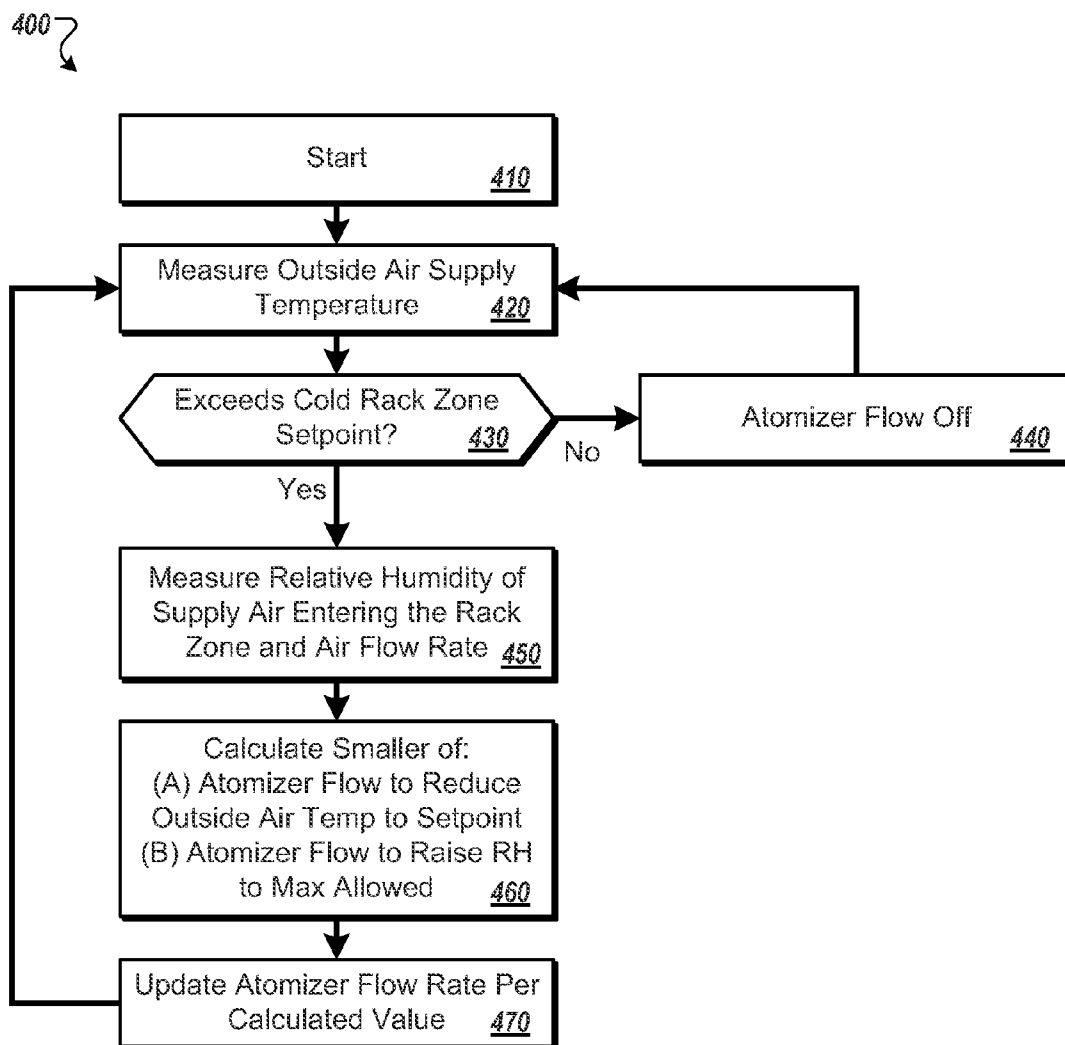 400
Start
410
Measure Outside Air Supply
Temperature
420
Exceeds Cold Rack Zone
Setpoint?
430
No
Atomizer Flow Off
440
Yes
Measure Relative Humidity of
Supply Air Entering the Rack
Zone and Air Flow Rate
450
Calculate Smaller of:
(A) Atomizer Flow to Reduce
Outside Air Temp to Setpoint
(B) Atomizer Flow to Raise RH
to Max Allowed
460
Update Atomizer Flow Rate Per
Calculated Value
470